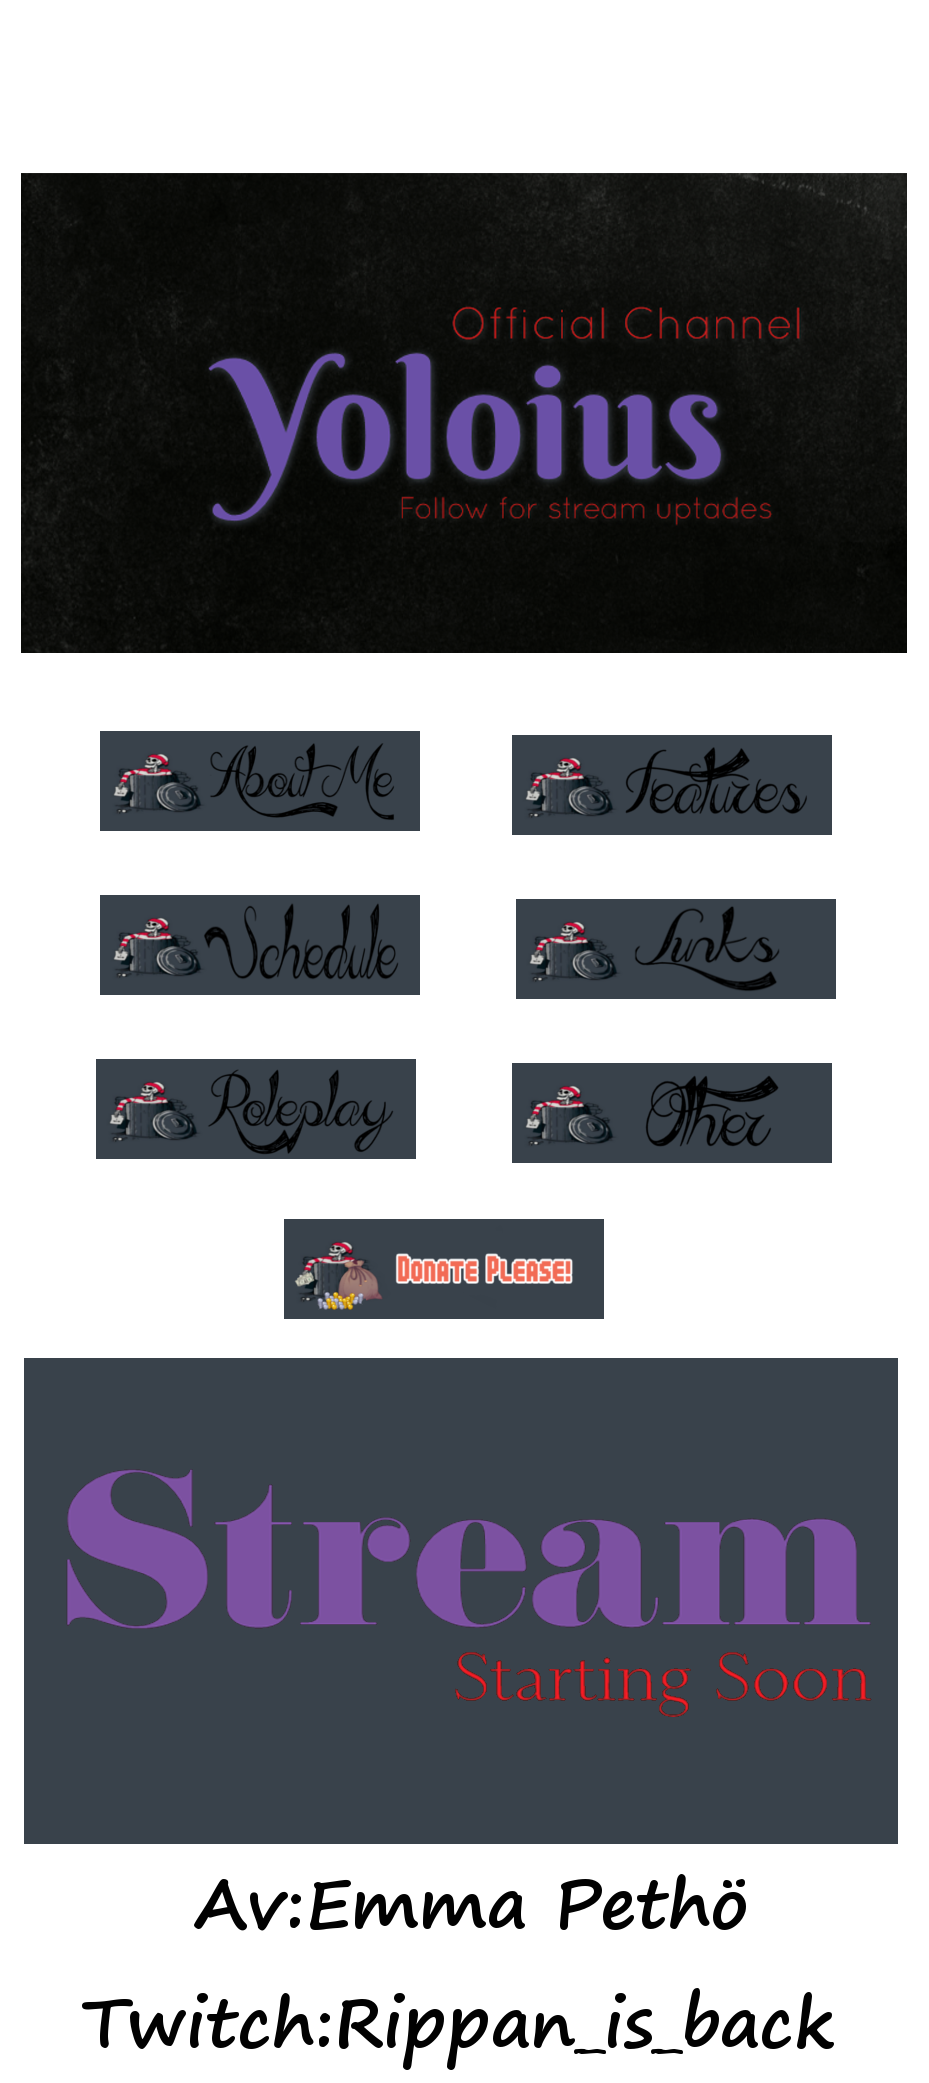 Official Channel
Yoloius
Follow for stream uptades
About Me
Features
Schedule
Links
Roleplay
Other
Donate Please!
Stream
Starting Soon
Av:Emma Pethö
Twitch:Rippan_is_back